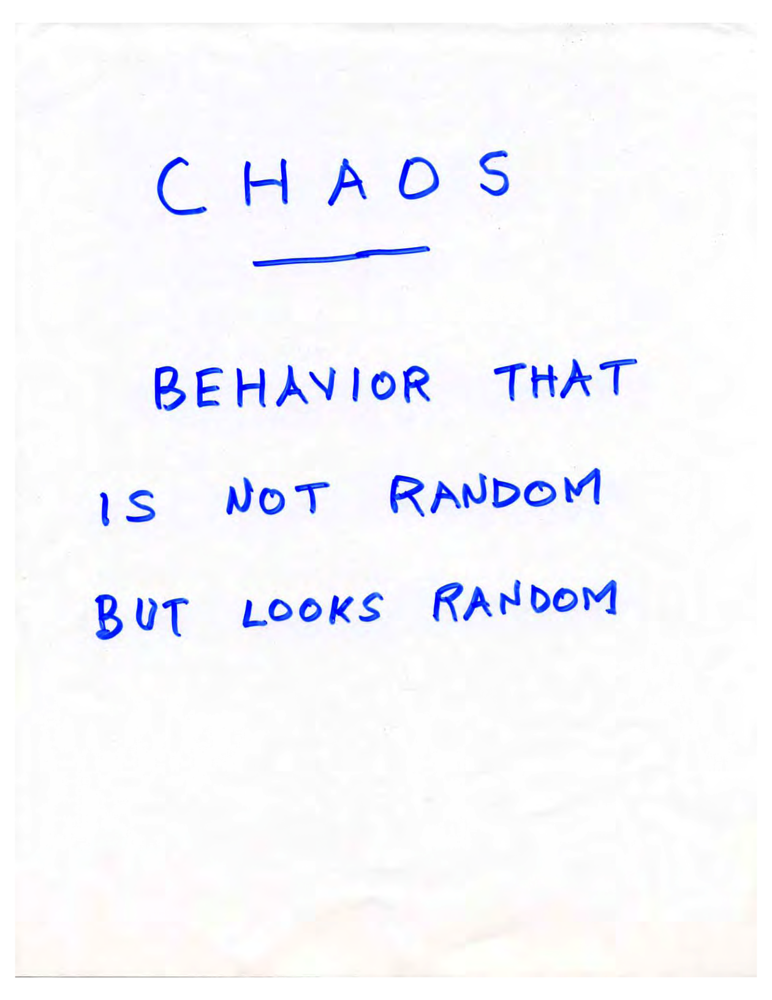 CHAOS
BEHAVIOR THAT
IS NOT RANDOM
BUT LOOKS RANDOM